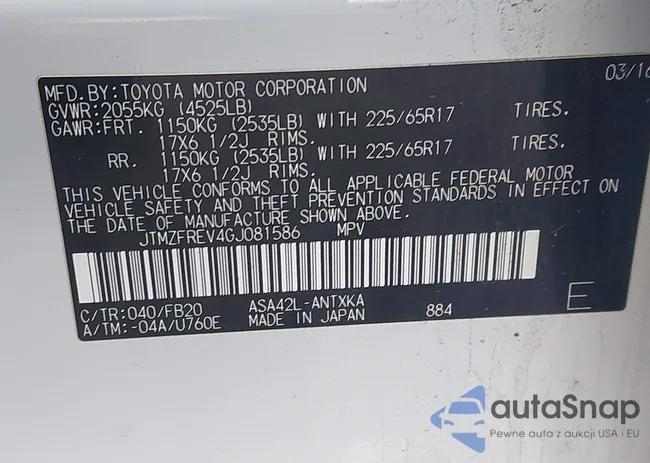 MFD.BY:TOYOTA MOTOR CORPORATION 03/16
GVWR:2055KG (4525LB)
GAWR:FRT. 1150KG (2535LB) WITH 225/65R17 TIRES.
17X6 1/2J RIMS.
RR. 1150KG (2535LB) WITH 225/65R17 TIRES.
17X6 1/2J RIMS.
THIS VEHICLE CONFORMS TO ALL APPLICABLE FEDERAL MOTOR
VEHICLE SAFETY AND THEFT PREVENTION STANDARDS IN EFFECT ON
THE DATE OF MANUFACTURE SHOWN ABOVE.
JTMZFREV4GJ081586 MPV
C/TR:040/FB20 ASA42L-ANTXKA
A/TM:-04A/U760E MADE IN JAPAN 884 E
autoSnap
Pewne auta z aukcji USA i EU